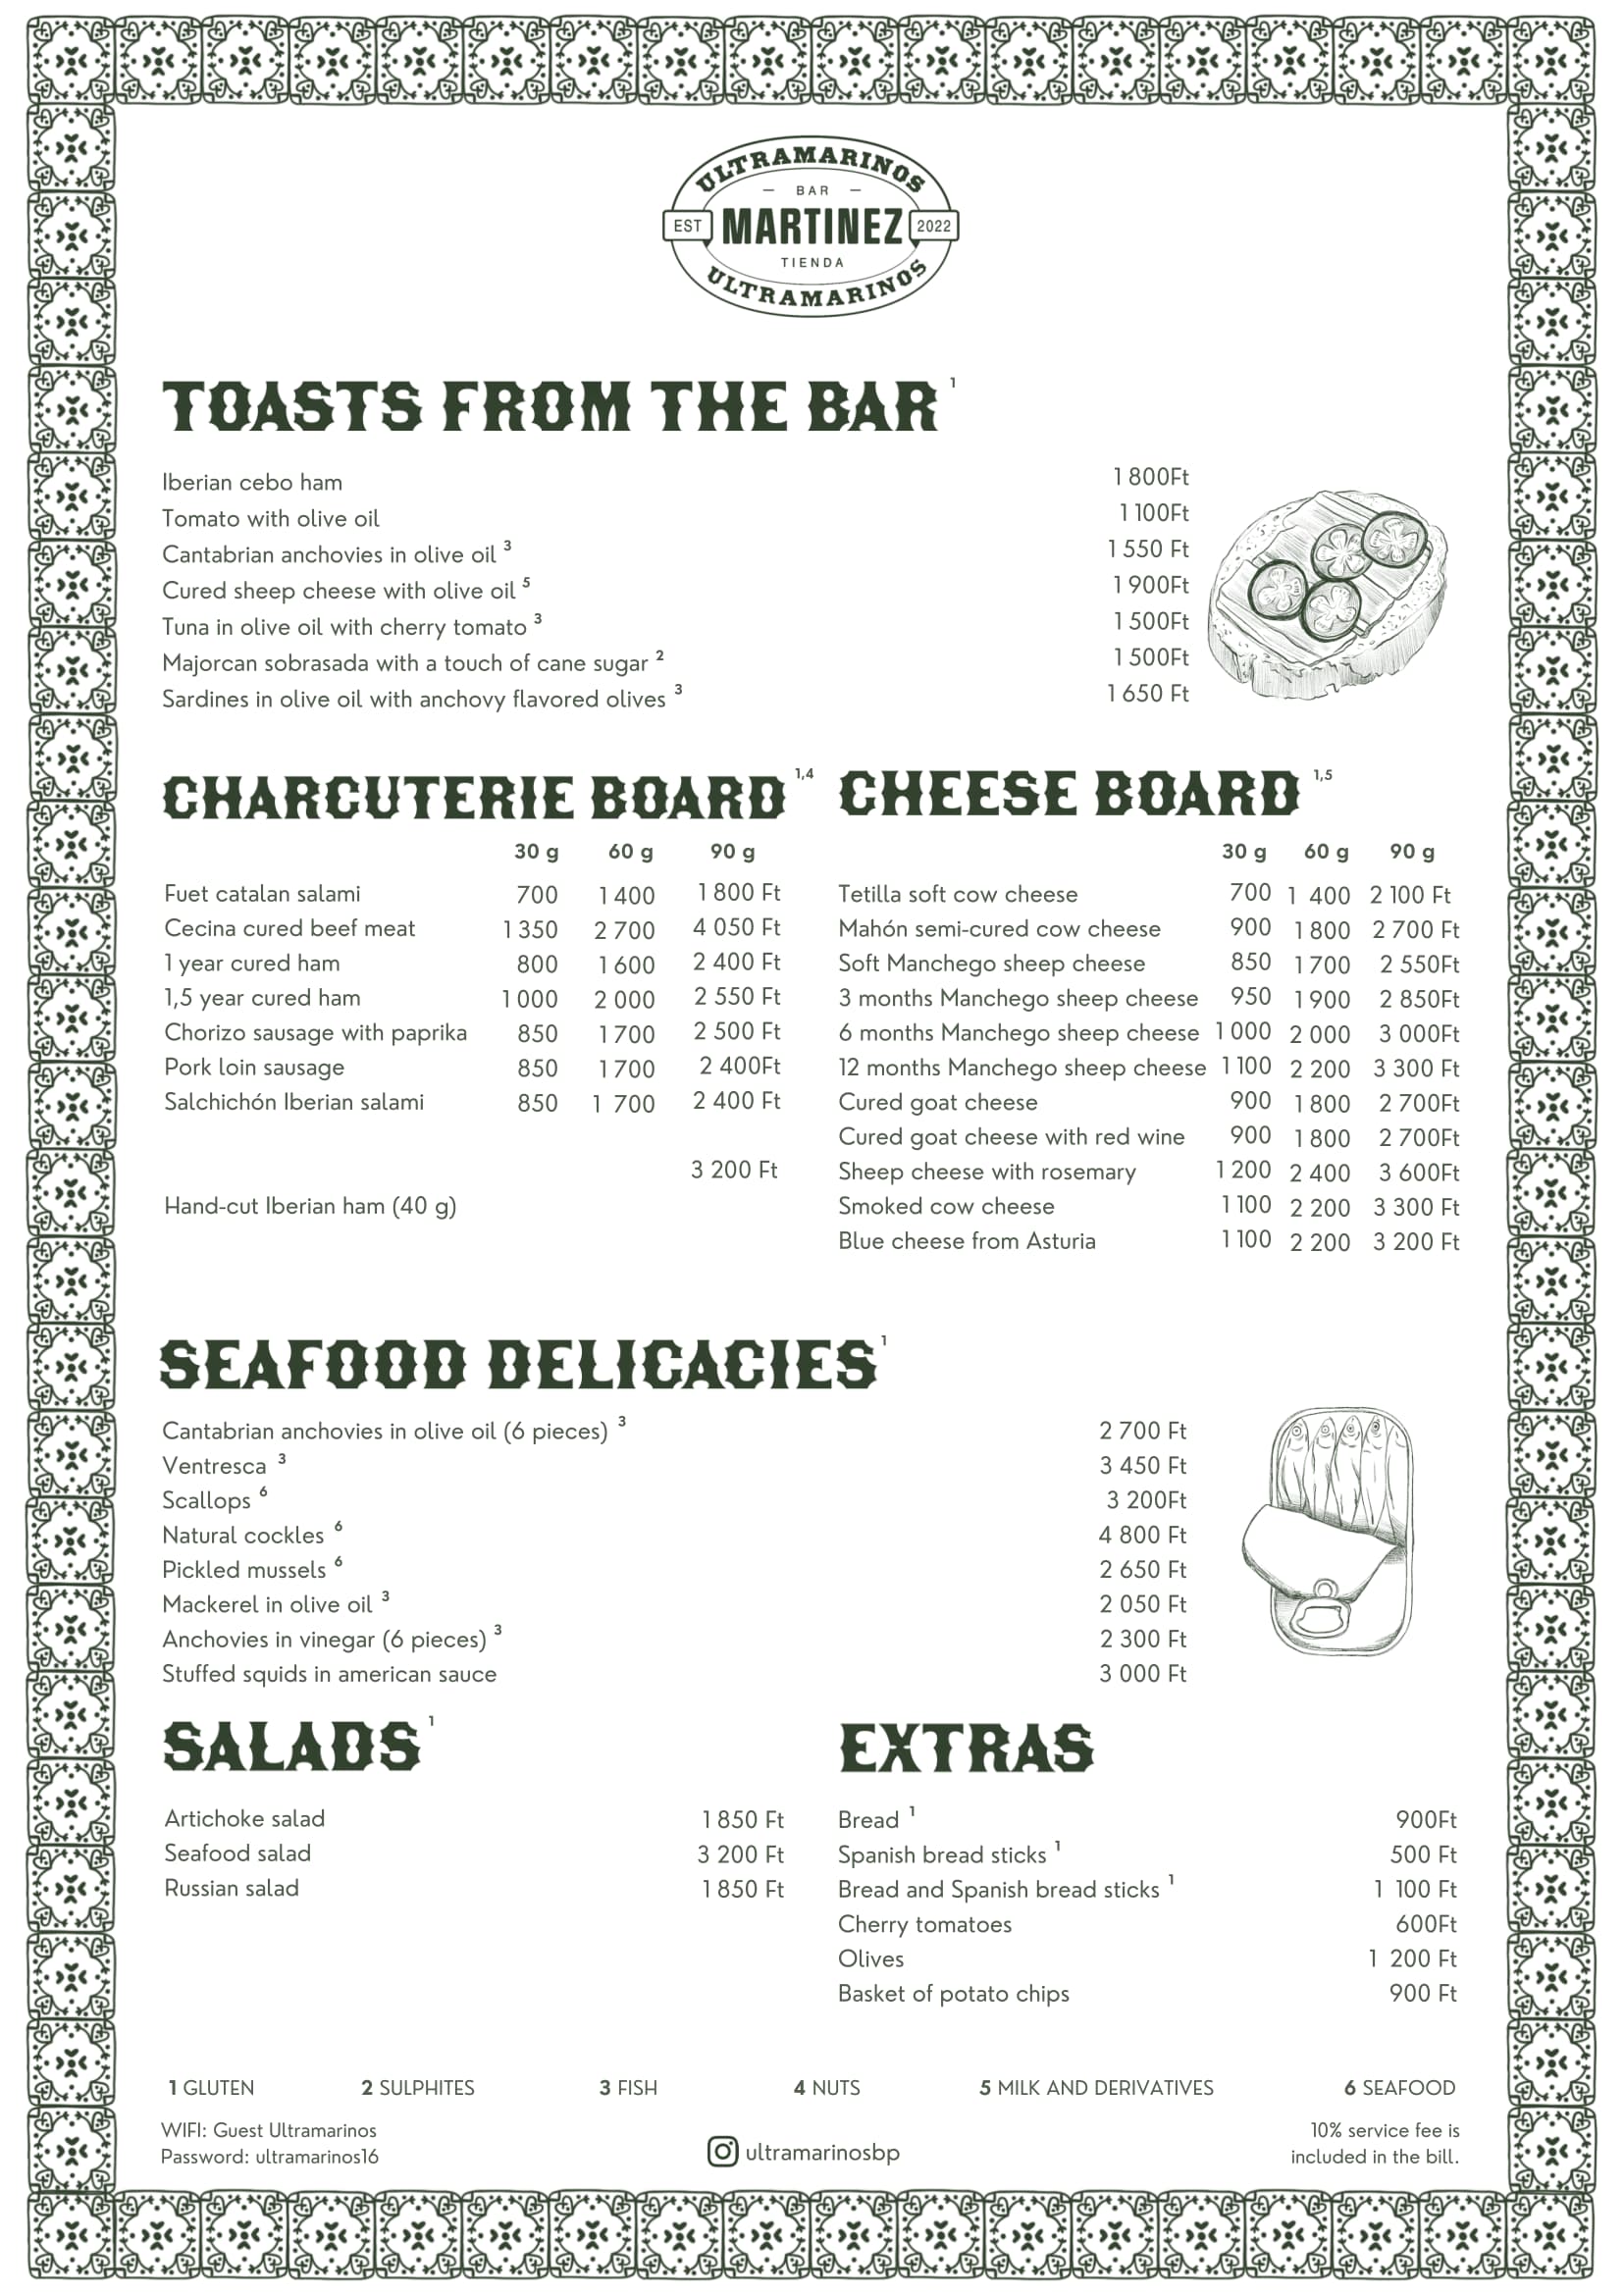 ULTRAMARINOS
BAR
EST MARTINEZ 2022
TIENDA
ULTRAMARINOS
TOASTS FROM THE BAR 1
Iberian cebo ham 1 800Ft
Tomato with olive oil 1 100Ft
Cantabrian anchovies in olive oil 3 1 550 Ft
Cured sheep cheese with olive oil 5 1 900Ft
Tuna in olive oil with cherry tomato 3 1 500Ft
Majorcan sobrasada with a touch of cane sugar 2 1 500Ft
Sardines in olive oil with anchovy flavored olives 3 1 650 Ft
CHARCUTERIE BOARD 1,4
30 g 60 g 90 g
Fuet catalan salami 700 1 400 1 800 Ft
Cecina cured beef meat 1 350 2 700 4 050 Ft
1 year cured ham 800 1 600 2 400 Ft
1,5 year cured ham 1 000 2 000 2 550 Ft
Chorizo sausage with paprika 850 1 700 2 500 Ft
Pork loin sausage 850 1 700 2 400Ft
Salchichón Iberian salami 850 1 700 2 400 Ft
3 200 Ft
Hand-cut Iberian ham (40 g)
CHEESE BOARD 1,5
30 g 60 g 90 g
Tetilla soft cow cheese 700 1 400 2 100 Ft
Mahón semi-cured cow cheese 900 1 800 2 700 Ft
Soft Manchego sheep cheese 850 1 700 2 550Ft
3 months Manchego sheep cheese 950 1 900 2 850Ft
6 months Manchego sheep cheese 1 000 2 000 3 000Ft
12 months Manchego sheep cheese 1 100 2 200 3 300 Ft
Cured goat cheese 900 1 800 2 700Ft
Cured goat cheese with red wine 900 1 800 2 700Ft
Sheep cheese with rosemary 1 200 2 400 3 600Ft
Smoked cow cheese 1 100 2 200 3 300 Ft
Blue cheese from Asturia 1 100 2 200 3 200 Ft
SEAFOOD DELICACIES 1
Cantabrian anchovies in olive oil (6 pieces) 3 2 700 Ft
Ventresca 3 3 450 Ft
Scallops 6 3 200Ft
Natural cockles 6 4 800 Ft
Pickled mussels 6 2 650 Ft
Mackerel in olive oil 3 2 050 Ft
Anchovies in vinegar (6 pieces) 3 2 300 Ft
Stuffed squids in american sauce 3 000 Ft
SALADS 1
Artichoke salad 1 850 Ft
Seafood salad 3 200 Ft
Russian salad 1 850 Ft
EXTRAS
Bread 1 900Ft
Spanish bread sticks 1 500 Ft
Bread and Spanish bread sticks 1 1 100 Ft
Cherry tomatoes 600Ft
Olives 1 200 Ft
Basket of potato chips 900 Ft
1 GLUTEN 2 SULPHITES 3 FISH 4 NUTS 5 MILK AND DERIVATIVES 6 SEAFOOD
WIFI: Guest Ultramarinos
Password: ultramarinos16
ultramarinosbp
10% service fee is
included in the bill.